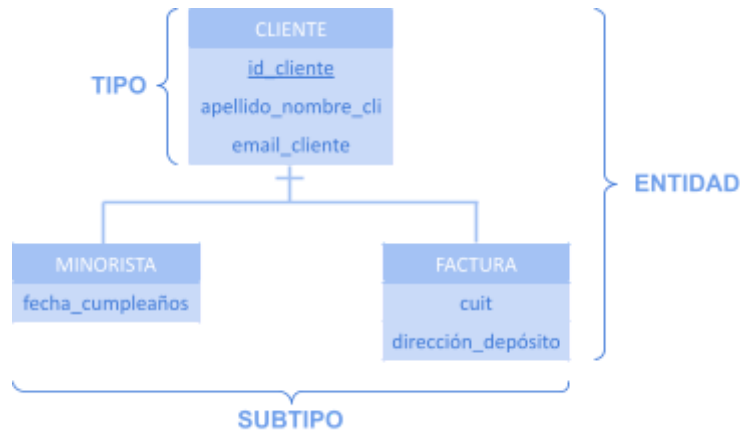 CLIENTE
id_cliente
TIPO
apellido_nombre_cli
email_cliente
ENTIDAD
MINORISTA
FACTURA
fecha_cumpleaños
cuit
dirección_depósito
SUBTIPO